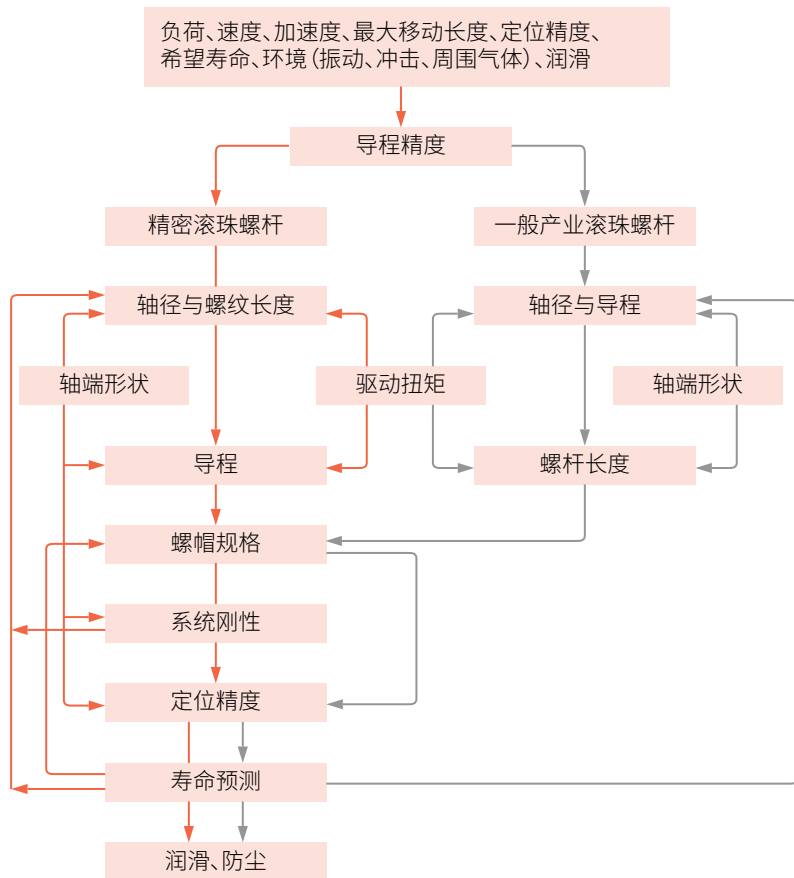 负荷、速度、加速度、最大移动长度、定位精度、
希望寿命、环境（振动、冲击、周围气体）、润滑
导程精度
精密滚珠螺杆
一般产业滚珠螺杆
轴径与螺纹长度
轴径与导程
轴端形状
驱动扭矩
轴端形状
导程
螺杆长度
螺帽规格
系统刚性
定位精度
寿命预测
润滑、防尘